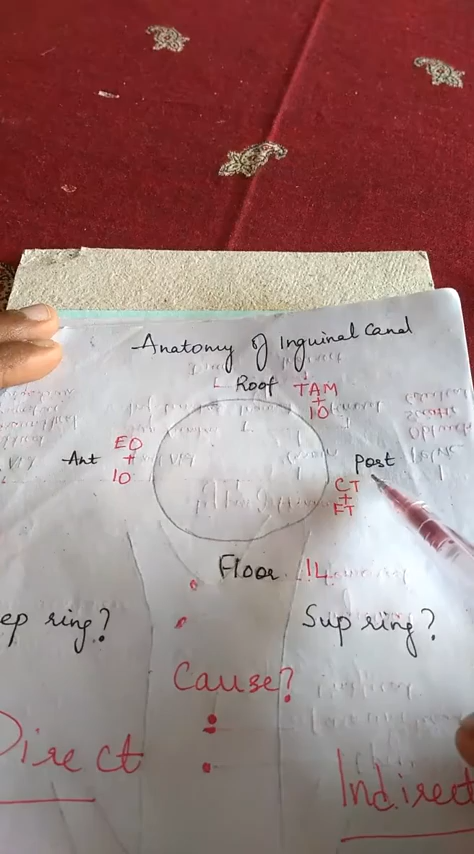 Anatomy of Inguinal Canal
Roof TAM
+
IO
Ant EO
+
IO
Post
CT
+
FT
Floor IL
ep ring?
Sup ring?
Cause?
Direct
Indirect